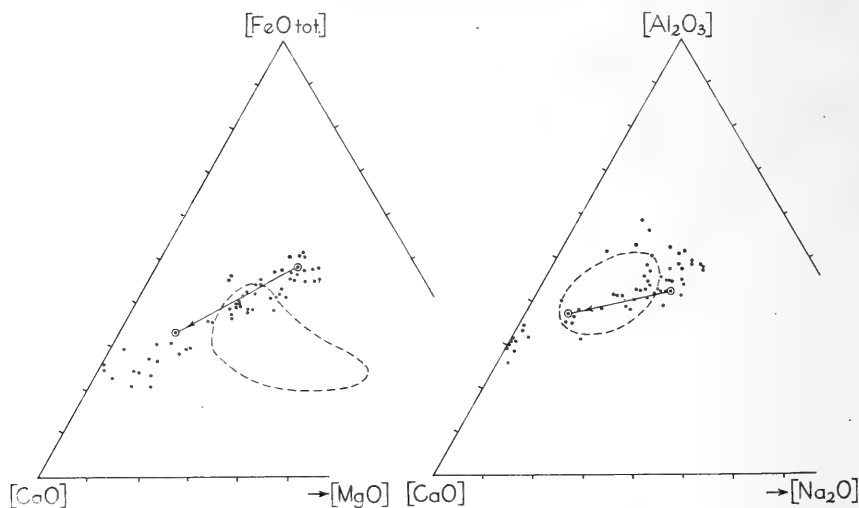 [FeO tot.] [Al₂O₃]
[CaO] →[MgO] [CaO] →[Na₂O]